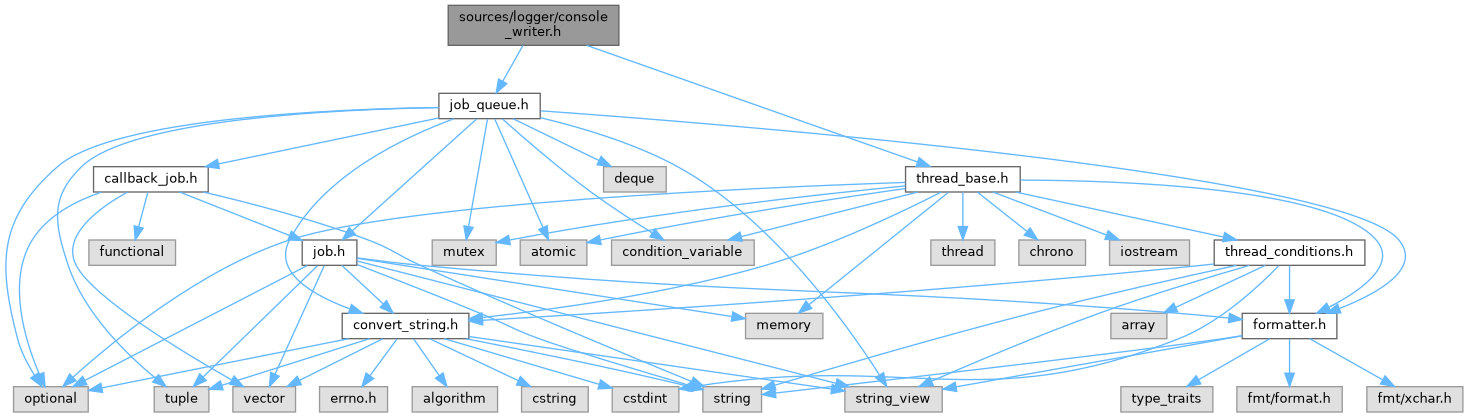 sources/logger/console
_writer.h
job_queue.h
callback_job.h
deque
thread_base.h
functional
job.h
mutex
atomic
condition_variable
thread
chrono
iostream
thread_conditions.h
convert_string.h
memory
array
formatter.h
optional
tuple
vector
errno.h
algorithm
cstring
cstdint
string
string_view
type_traits
fmt/format.h
fmt/xchar.h